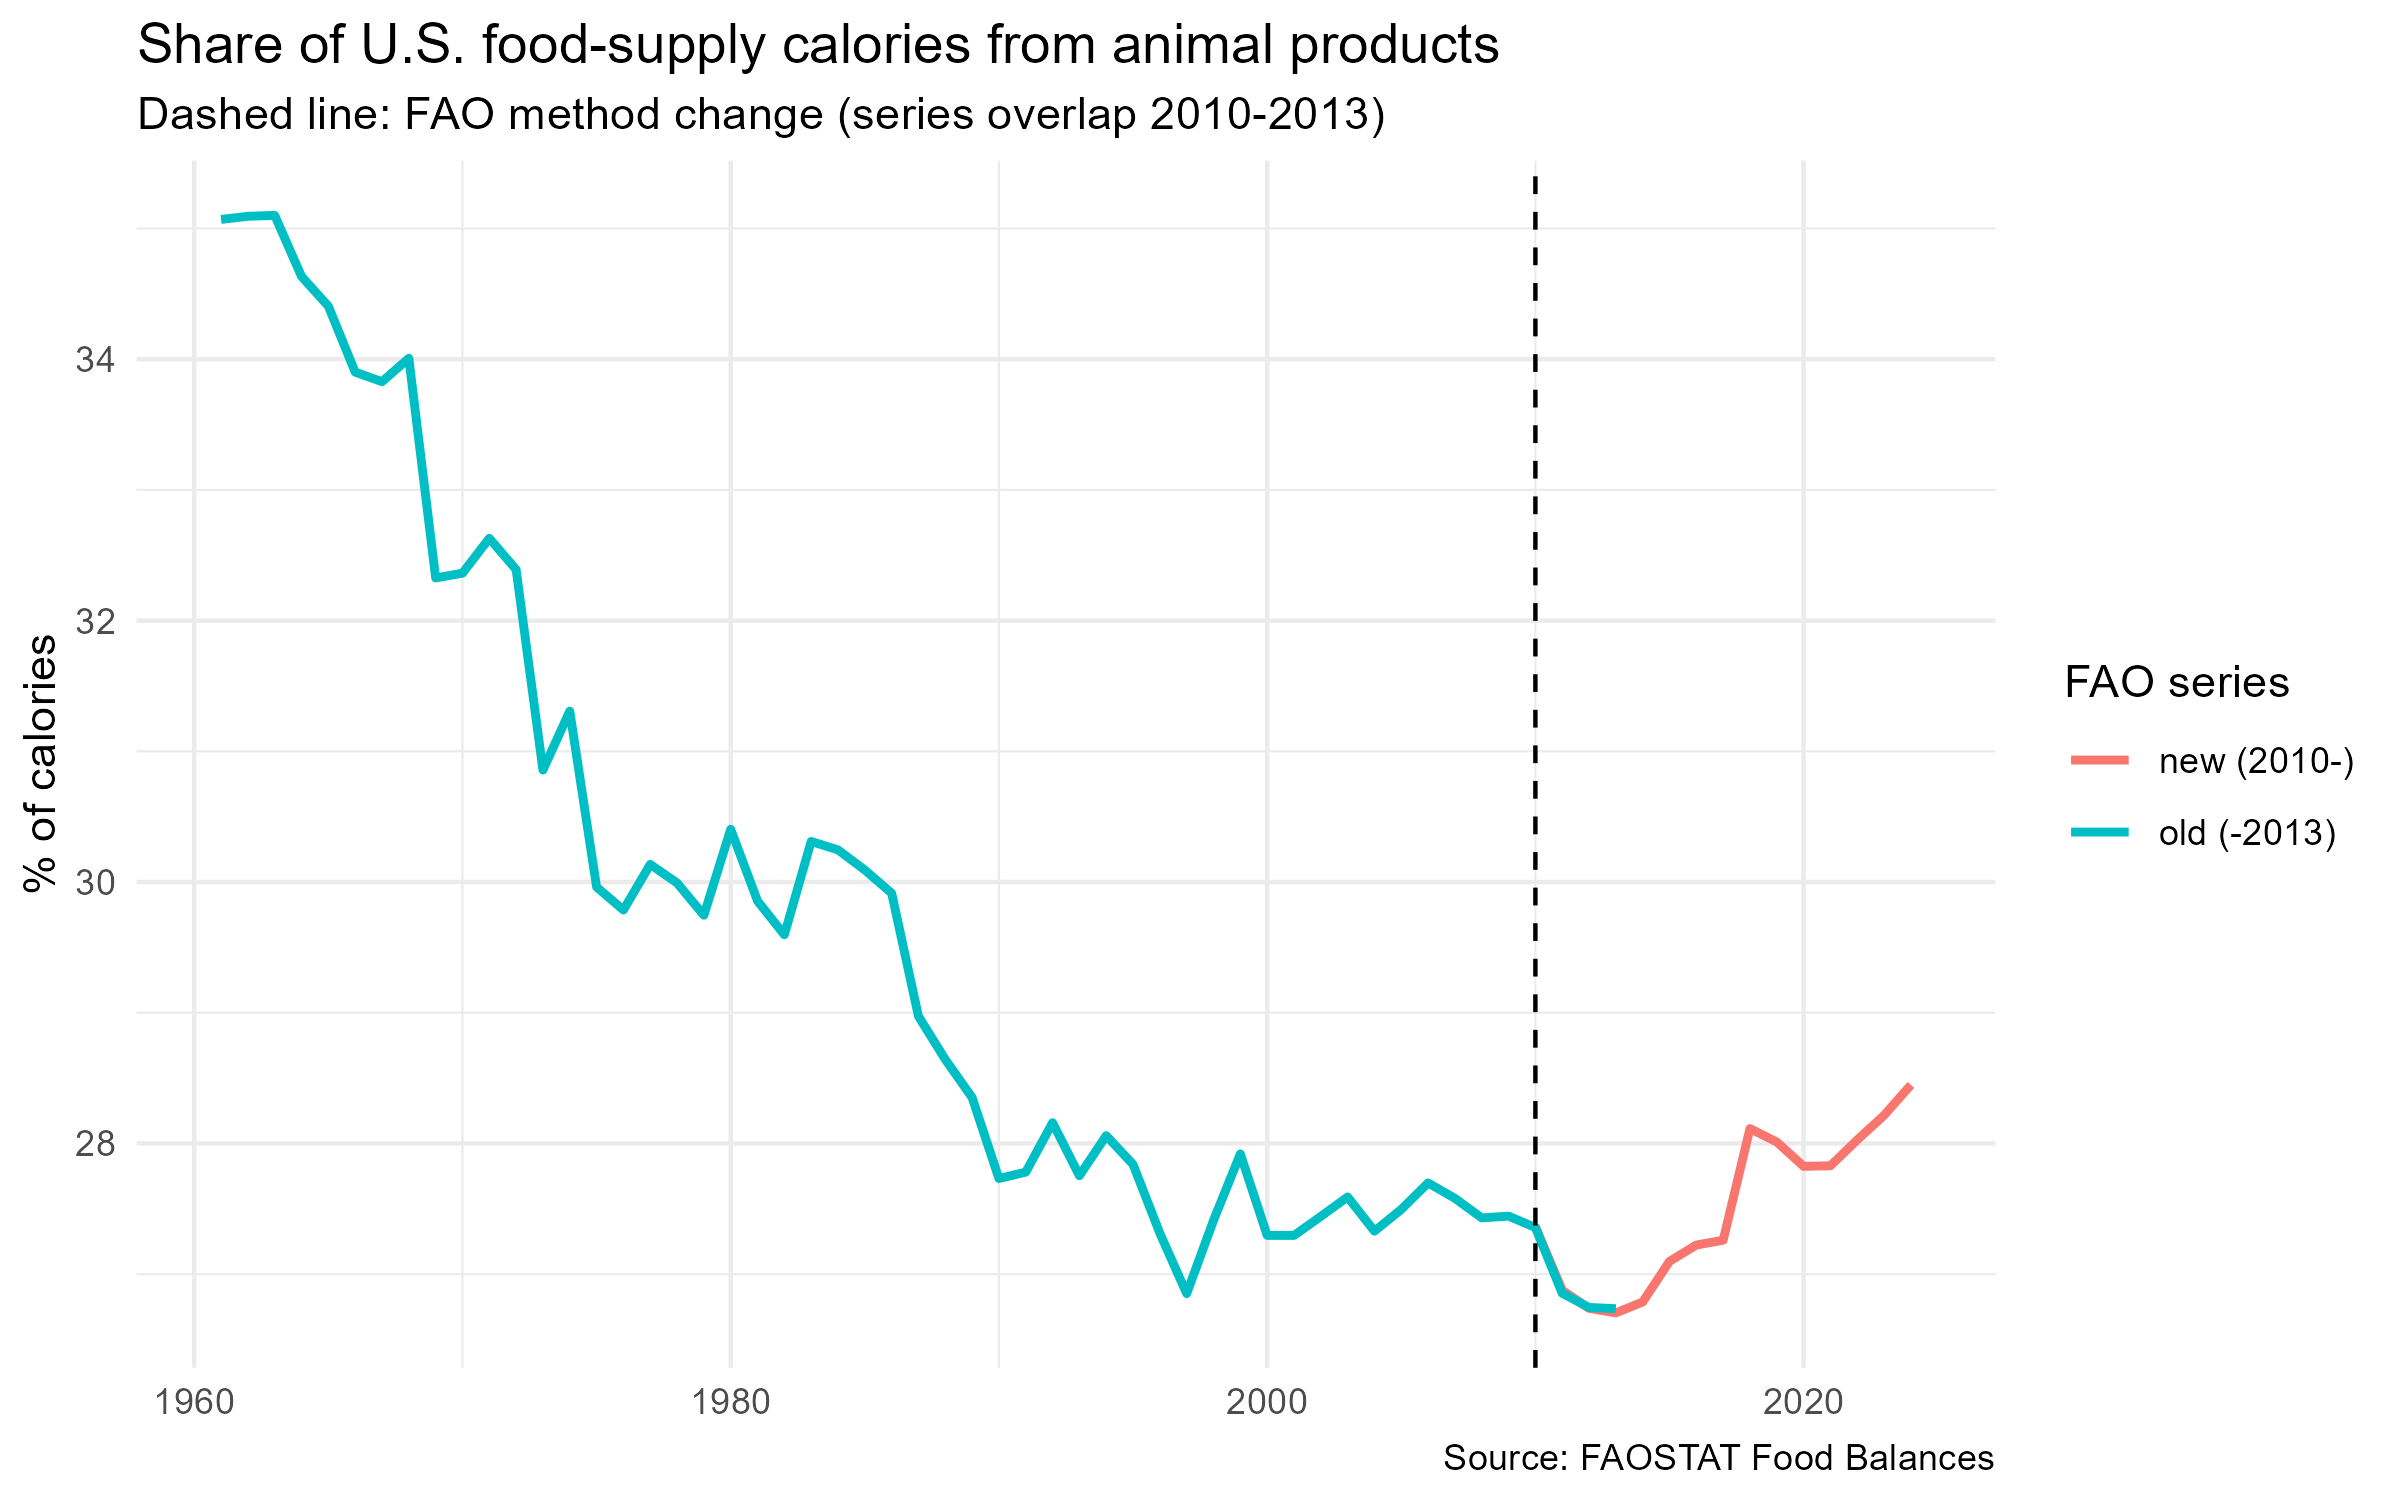 Share of U.S. food-supply calories from animal products
Dashed line: FAO method change (series overlap 2010-2013)
% of calories
34
32
30
28
1960
1980
2000
2020
FAO series
new (2010-)
old (-2013)
Source: FAOSTAT Food Balances